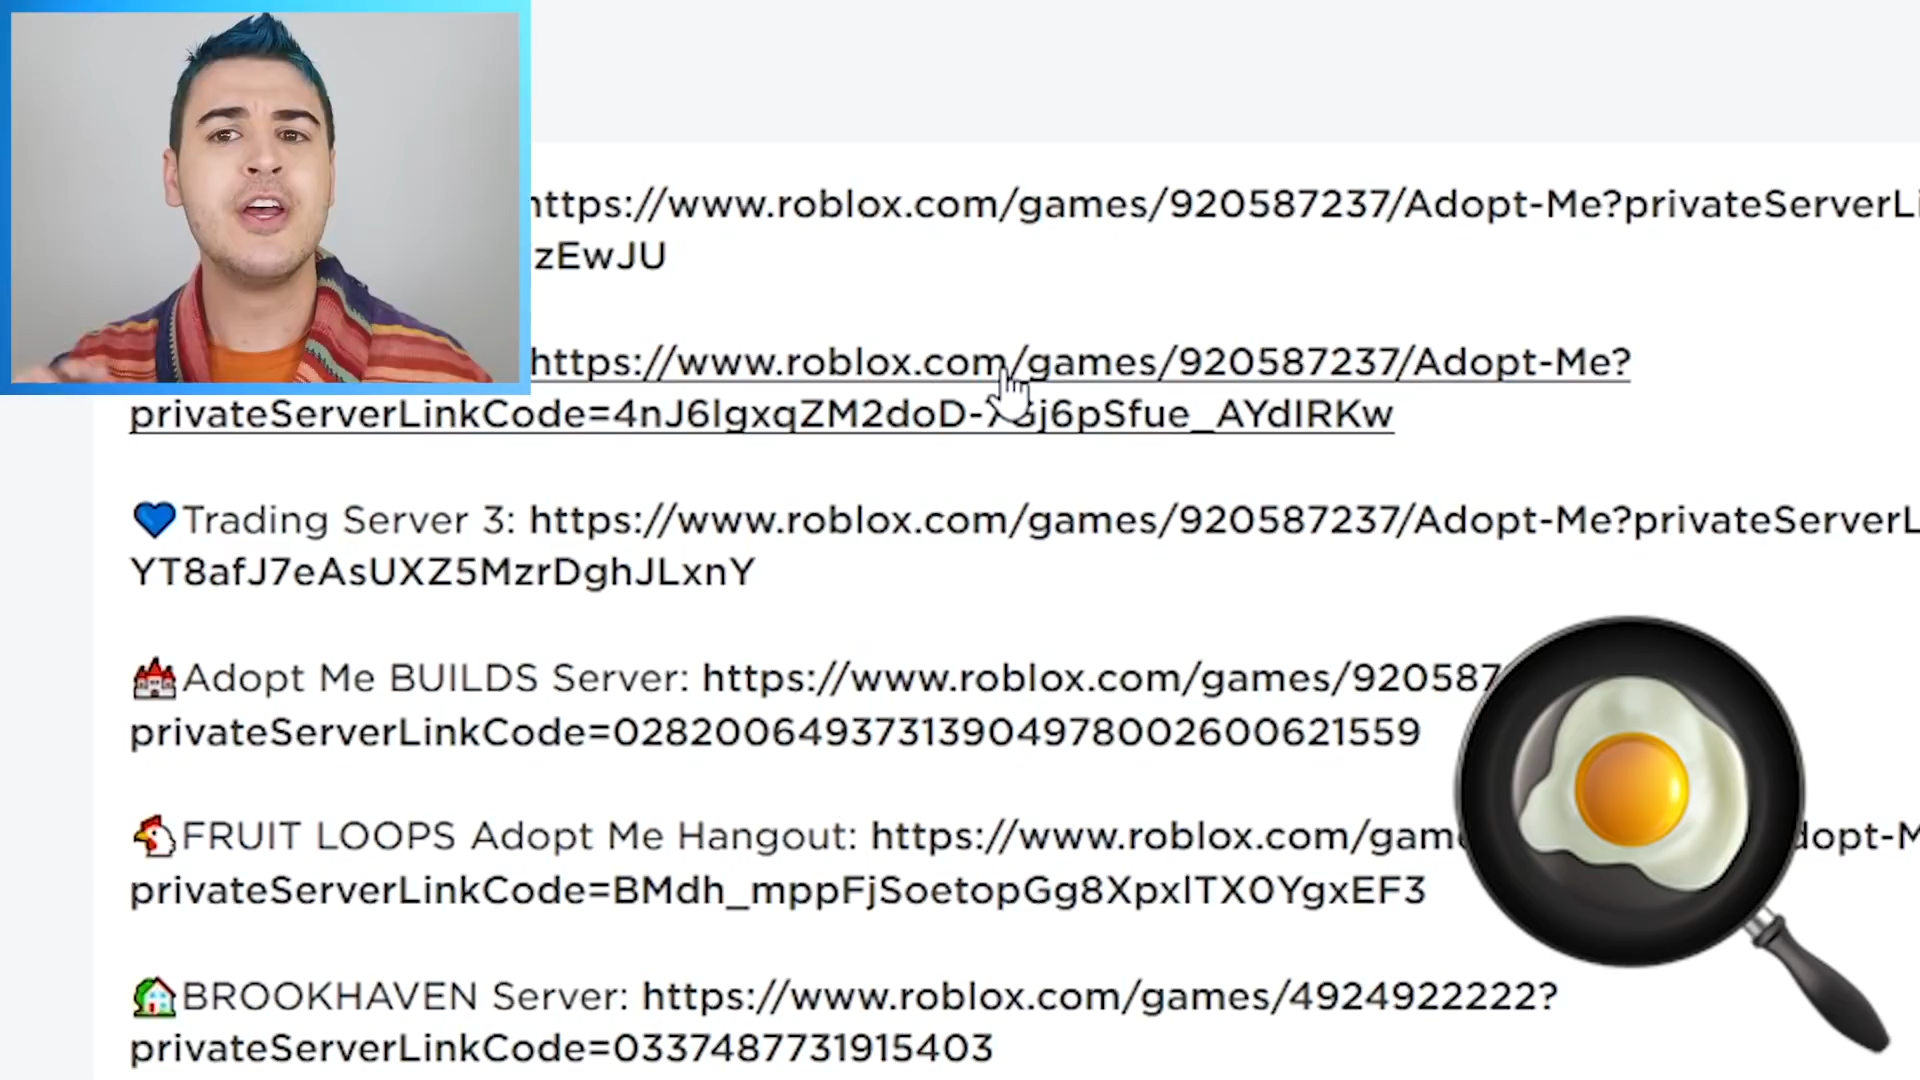 https://www.roblox.com/games/920587237/Adopt-Me?privateServerLi
zEwJU
https://www.roblox.com/games/920587237/Adopt-Me?
privateServerLinkCode=4nJ6lgxqZM2doD-7Gj6pSfue_AYdIRKw
💙Trading Server 3: https://www.roblox.com/games/920587237/Adopt-Me?privateServerL
YT8afJ7eAsUXZ5MzrDghJLxnY
🏰Adopt Me BUILDS Server: https://www.roblox.com/games/920587
privateServerLinkCode=02820064937313904978002600621559
🐔FRUIT LOOPS Adopt Me Hangout: https://www.roblox.com/gam dopt-M
privateServerLinkCode=BMdh_mppFjSoetopGg8XpxlTX0YgxEF3
🏡BROOKHAVEN Server: https://www.roblox.com/games/4924922222?
privateServerLinkCode=0337487731915403